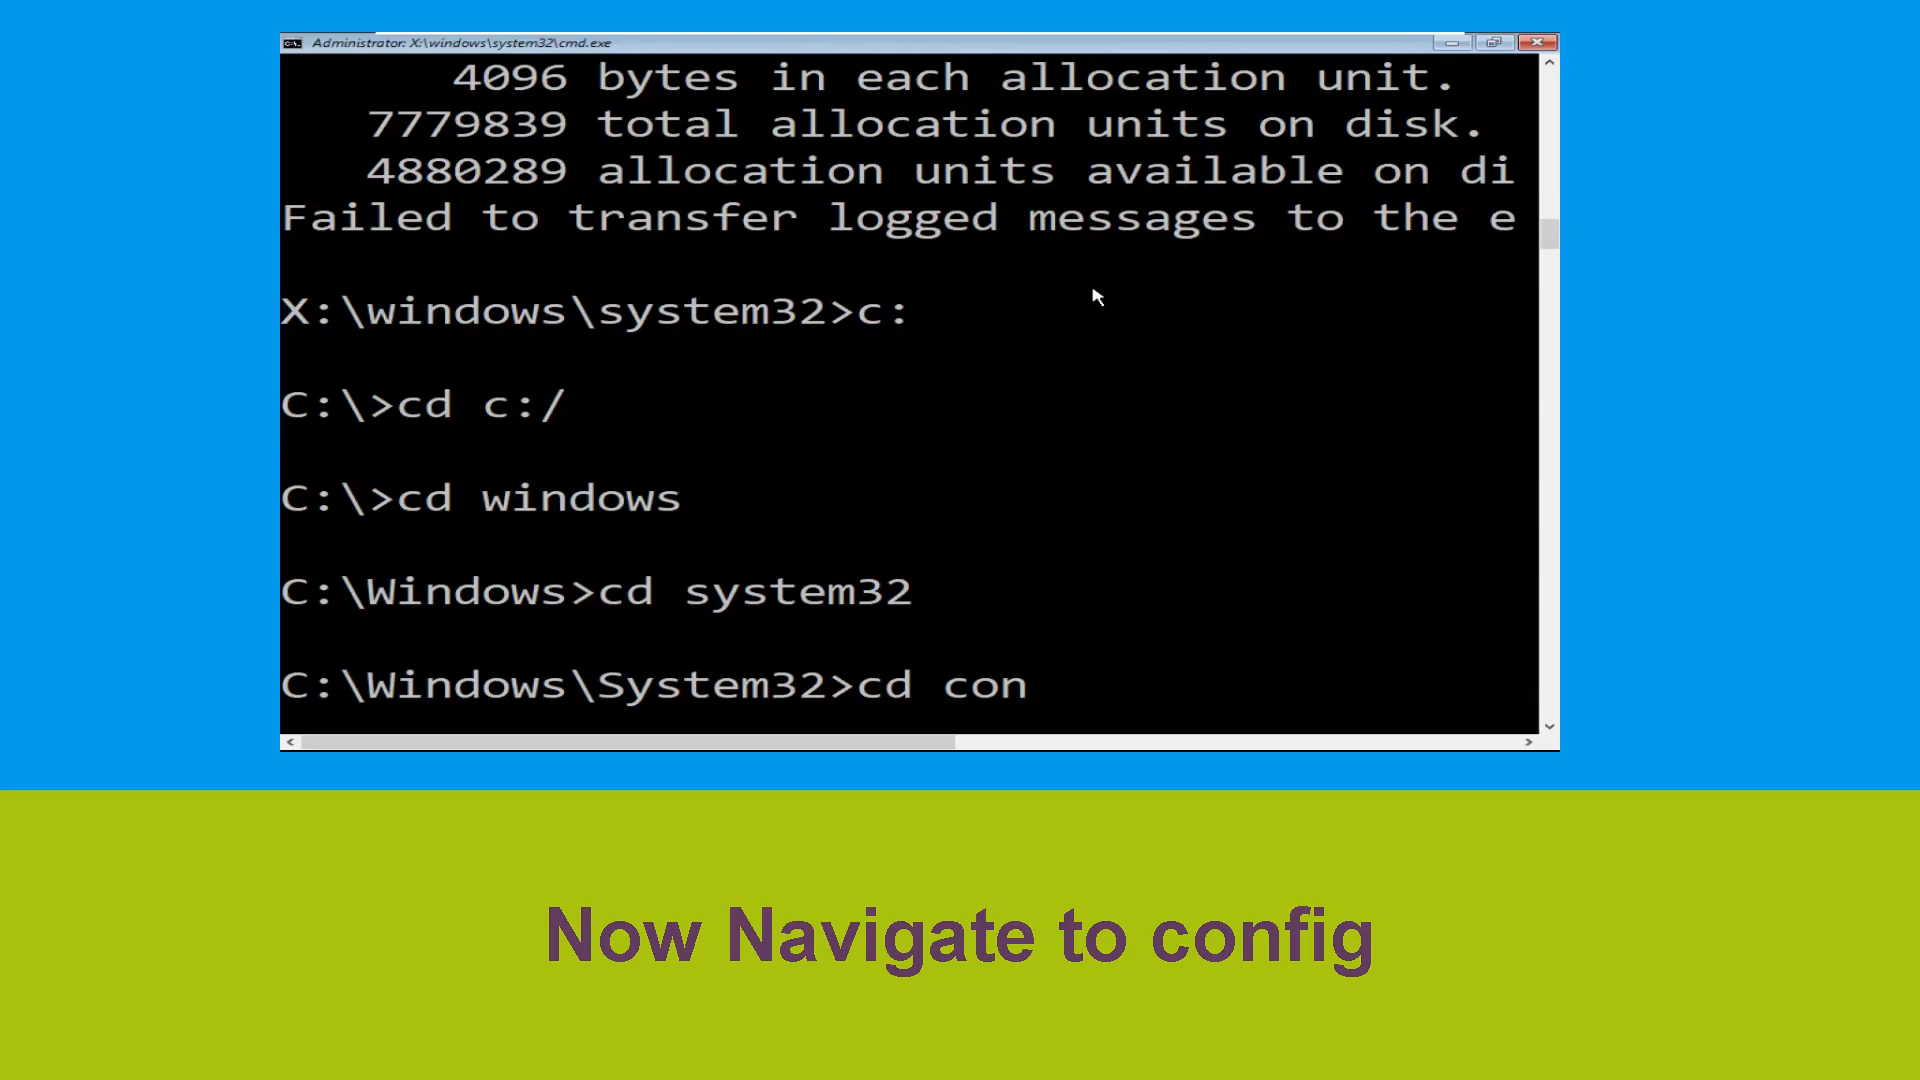 Administrator: X:\windows\system32\cmd.exe
4096 bytes in each allocation unit.
7779839 total allocation units on disk.
4880289 allocation units available on di
Failed to transfer logged messages to the e
X:\windows\system32>c:
C:\>cd c:/
C:\>cd windows
C:\Windows>cd system32
C:\Windows\System32>cd con
Now Navigate to config